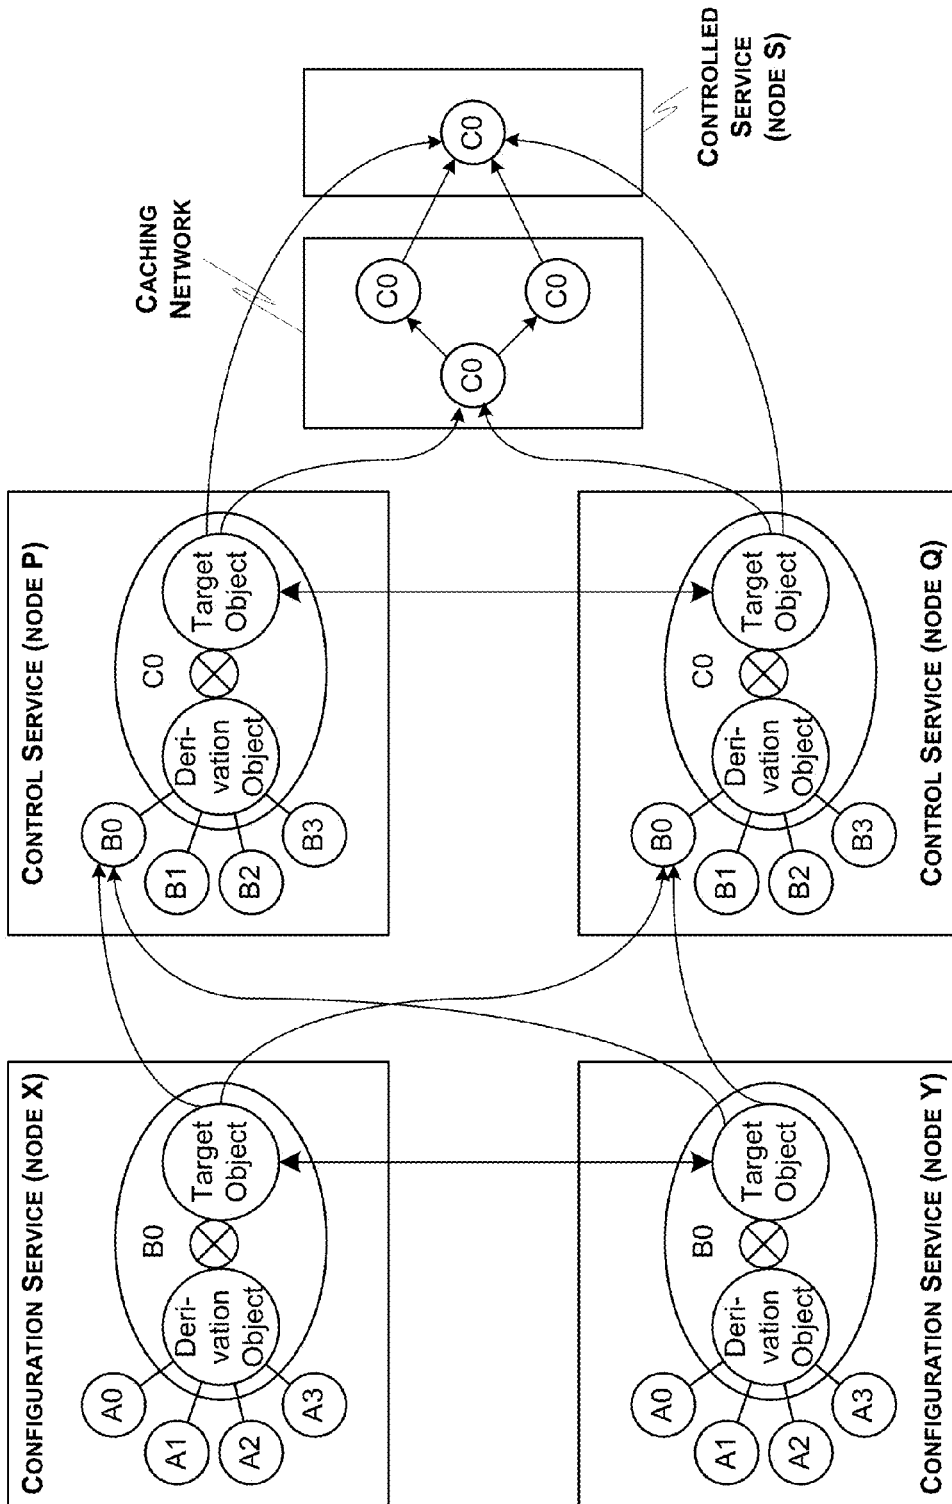 CONFIGURATION SERVICE (NODE X)
A0
A1
A2
A3
Deri-
vation
Object
B0
Target
Object
CONTROL SERVICE (NODE P)
B0
B1
B2
B3
Deri-
vation
Object
C0
Target
Object
CONFIGURATION SERVICE (NODE Y)
A0
A1
A2
A3
Deri-
vation
Object
B0
Target
Object
CONTROL SERVICE (NODE Q)
B0
B1
B2
B3
Deri-
vation
Object
C0
Target
Object
CACHING
NETWORK
C0
C0
C0
CONTROLLED
SERVICE
(NODE S)
C0